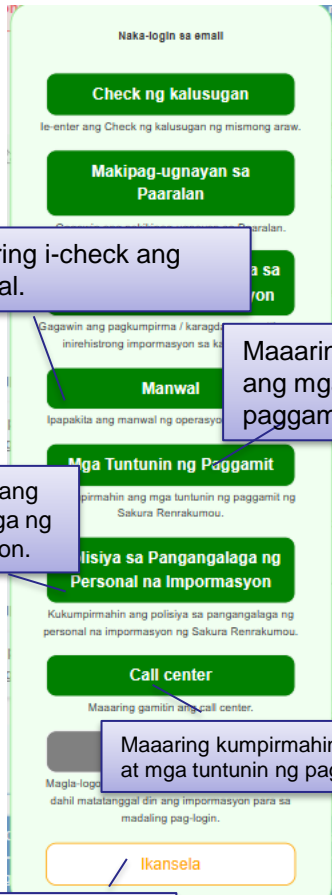 Naka-login sa email
Check ng kalusugan
Ie-enter ang Check ng kalusugan ng mismong araw.
Makipag-ugnayan sa
Paaralan
ring i-check ang
al.
a sa
yon
Gagawin ang pagkumpirma / karagda
inirehistrong impormasyon sa ka
Maaarin
ang mg
paggam
Manwal
Ipapakita ang manwal ng operasyo
Mga Tuntunin ng Paggamit
pirmahin ang mga tuntunin ng paggamit ng
Sakura Renrakumou.
ang
ga ng
on.
olisiya sa Pangangalaga ng
Personal na Impormasyon
Kukumpirmahin ang polisiya sa pangangalaga ng
personal na impormasyon ng Sakura Renrakumou.
Call center
Maaaring gamitin ang call center.
Maaaring kumpirmahin
at mga tuntunin ng pag
Magla-logo
dahil matatanggal din ang impormasyon para sa
madaling pag-login.
Ikansela